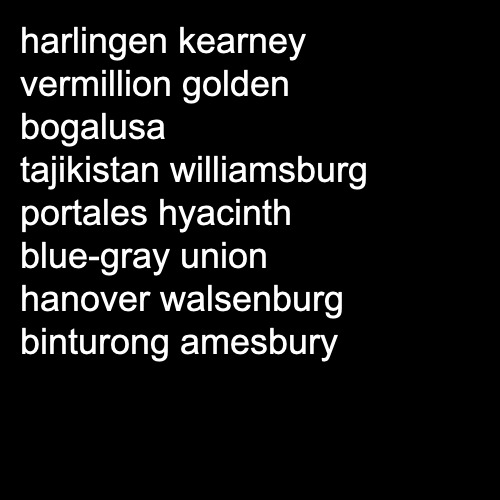 harlingen kearney
vermillion golden
bogalusa
tajikistan williamsburg
portales hyacinth
blue-gray union
hanover walsenburg
binturong amesbury